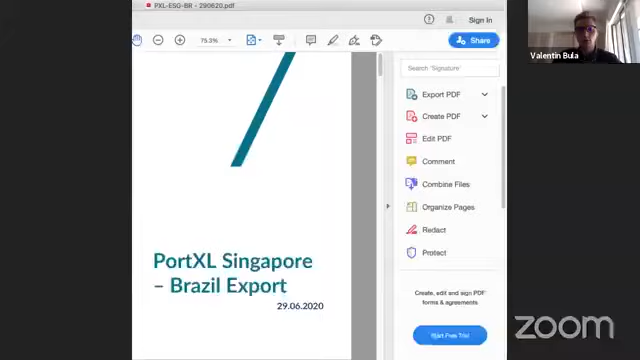 PXL-ESG-BR - 290620.pdf
Sign In
75.3%
Share
Search 'Signature'
Export PDF
Create PDF
Edit PDF
Comment
Combine Files
Organize Pages
Redact
Protect
Create, edit and sign PDF
forms & agreements
Start Free Trial
PortXL Singapore
– Brazil Export
29.06.2020
Valentin Bula
zoom